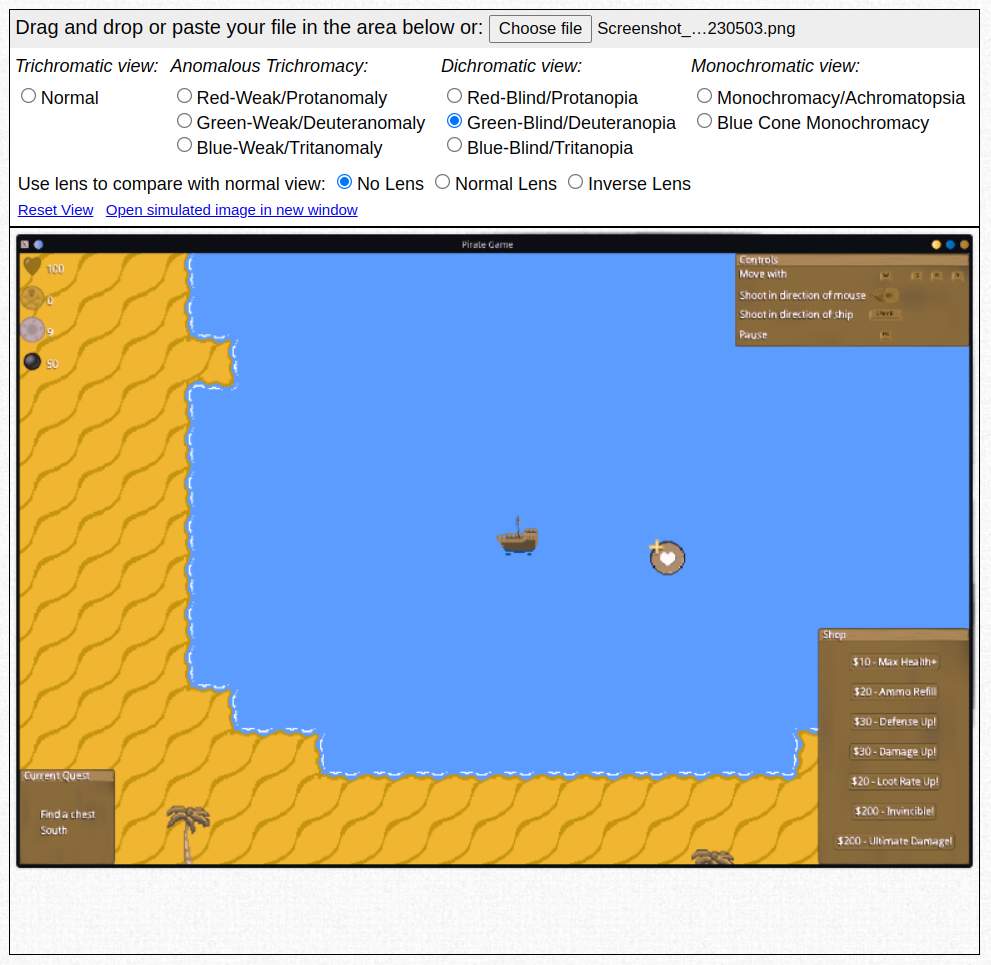 Drag and drop or paste your file in the area below or: Choose file Screenshot_…230503.png
Trichromatic view: Anomalous Trichromacy: Dichromatic view: Monochromatic view:
Normal Red-Weak/Protanomaly Red-Blind/Protanopia Monochromacy/Achromatopsia
Green-Weak/Deuteranomaly Green-Blind/Deuteranopia Blue Cone Monochromacy
Blue-Weak/Tritanomaly Blue-Blind/Tritanopia
Use lens to compare with normal view: No Lens Normal Lens Inverse Lens
Reset View Open simulated image in new window
Pirate Game
100
0
9
50
Controls
Move with
Shoot in direction of mouse
Shoot in direction of ship
Pause
Shop
$10 - Max Health+
$20 - Ammo Refill
$30 - Defense Up!
$30 - Damage Up!
$20 - Loot Rate Up!
$200 - Invincible!
$200 - Ultimate Damage!
Current Quest
Find a chest
South